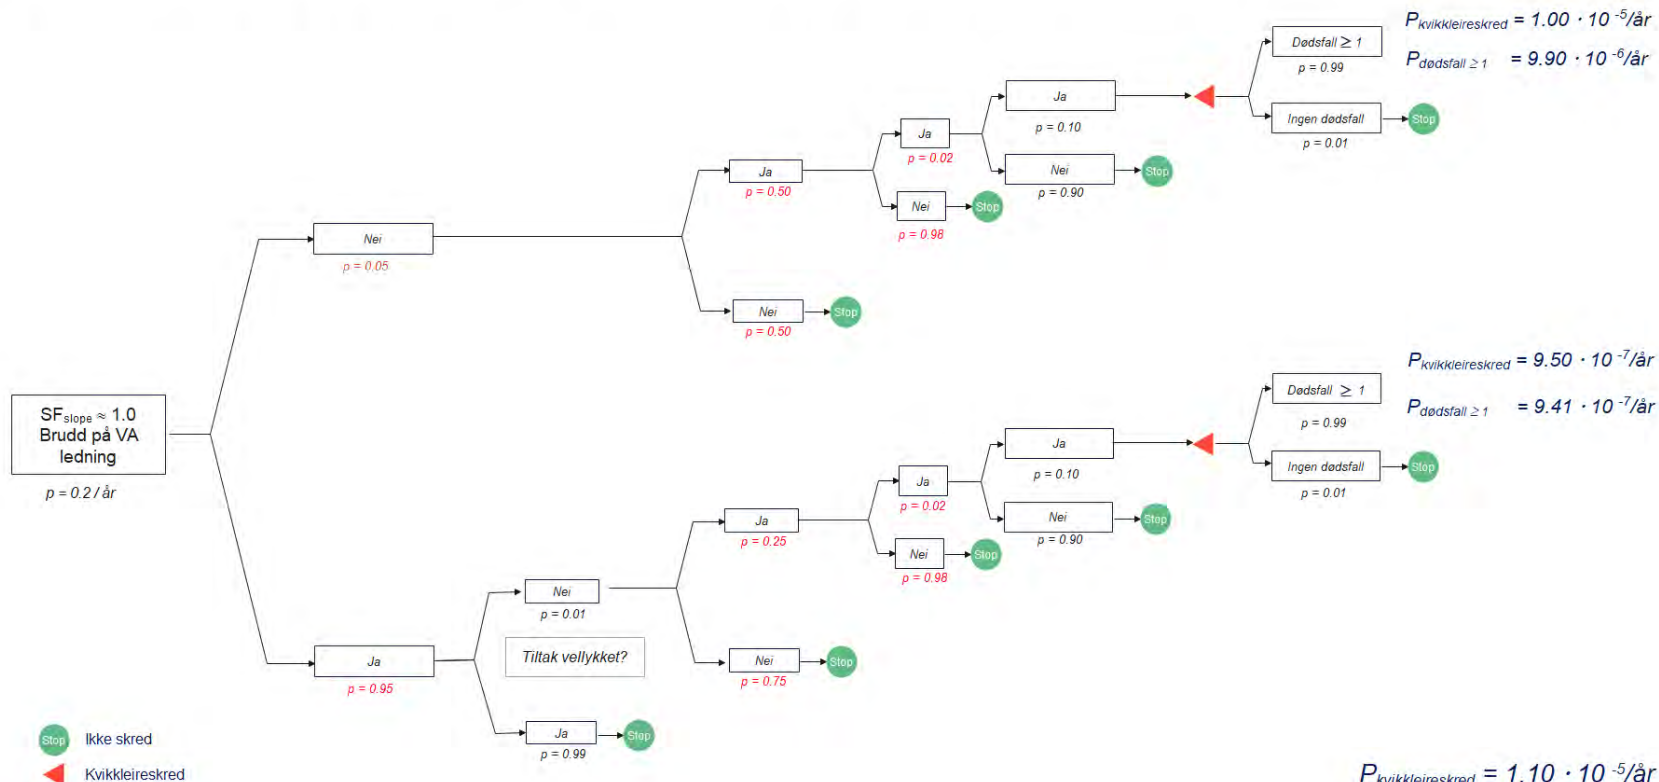 P kvikkleireskred = 1.00 · 10 -5/år
Dødsfall ≥ 1
p = 0.99
P dødsfall ≥ 1 = 9.90 · 10 -6/år
Ja
p = 0.10
Ingen dødsfall
Stop
p = 0.01
Ja
p = 0.02
Nei
Stop
p = 0.90
Ja
p = 0.50
Nei
Stop
p = 0.98
Nei
p = 0.05
Nei
Stop
p = 0.50
P kvikkleireskred = 9.50 · 10 -7/år
Dødsfall ≥ 1
p = 0.99
P dødsfall ≥ 1 = 9.41 · 10 -7/år
SFslope ≈ 1.0
Brudd på VA
ledning
p = 0.2 / år
Ja
p = 0.10
Ingen dødsfall
Stop
p = 0.01
Ja
p = 0.02
Nei
Stop
p = 0.90
Ja
p = 0.25
Nei
Stop
p = 0.98
Nei
p = 0.01
Tiltak vellykket?
Ja
p = 0.95
Nei
Stop
p = 0.75
Ja
Stop
p = 0.99
Stop Ikke skred
Kvikkleireskred
P kvikkleireskred = 1.10 · 10 -5/år